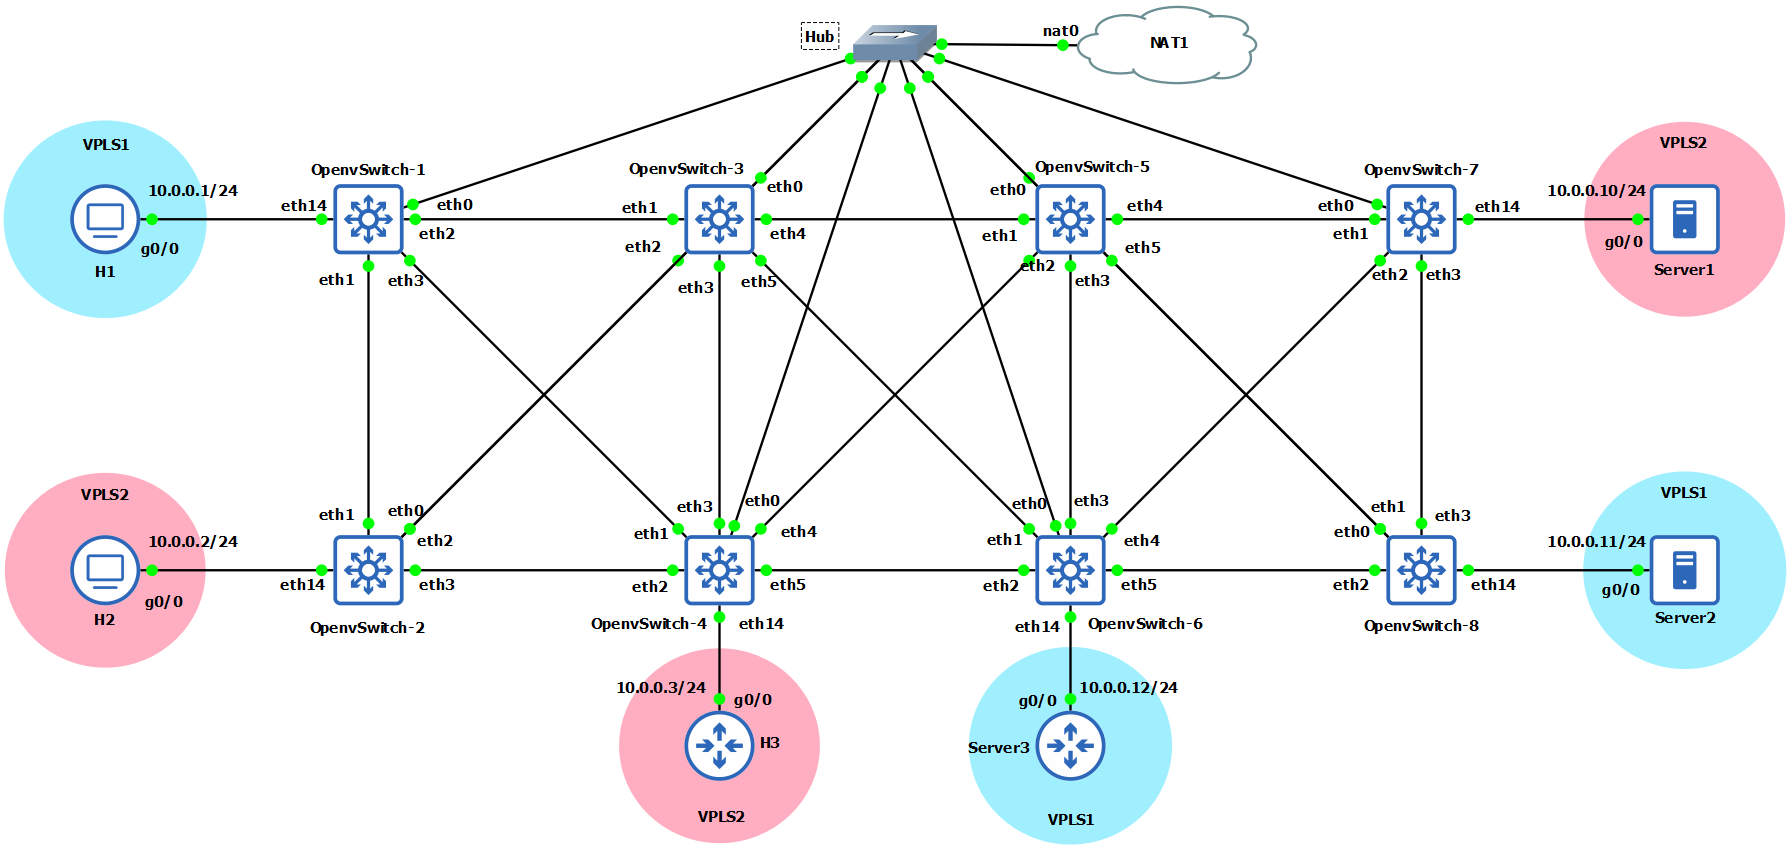 Hub
nat0
NAT1
VPLS1
10.0.0.1/24
g0/0
H1
eth14
OpenvSwitch-1
eth0
eth2
eth1
eth3
OpenvSwitch-3
eth0
eth1
eth4
eth2
eth3
eth5
OpenvSwitch-5
eth0
eth4
eth1
eth5
eth2
eth3
OpenvSwitch-7
eth0
eth14
eth1
eth2
eth3
VPLS2
10.0.0.10/24
g0/0
Server1
VPLS2
10.0.0.2/24
g0/0
H2
eth1
eth0
eth2
eth14
eth3
OpenvSwitch-2
eth3
eth0
eth1
eth4
eth2
eth5
OpenvSwitch-4
eth14
eth0
eth3
eth1
eth4
eth2
eth5
eth14
OpenvSwitch-6
eth1
eth3
eth0
eth2
eth14
OpenvSwitch-8
VPLS1
10.0.0.11/24
g0/0
Server2
10.0.0.3/24
g0/0
H3
VPLS2
10.0.0.12/24
g0/0
Server3
VPLS1